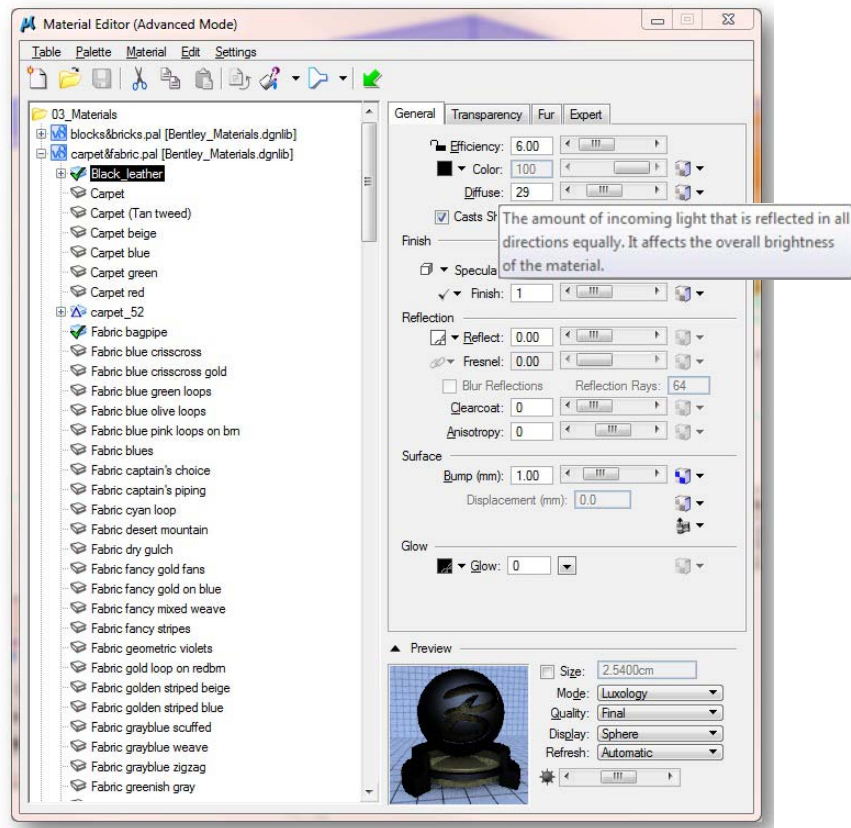 Material Editor (Advanced Mode)
Table Palette Material Edit Settings
03_Materials
blocks&bricks.pal [Bentley_Materials.dgnlib]
carpet&fabric.pal [Bentley_Materials.dgnlib]
Black_leather
Carpet
Carpet (Tan tweed)
Carpet beige
Carpet blue
Carpet green
Carpet red
carpet_52
Fabric bagpipe
Fabric blue crisscross
Fabric blue crisscross gold
Fabric blue green loops
Fabric blue olive loops
Fabric blue pink loops on brn
Fabric blues
Fabric captain's choice
Fabric captain's piping
Fabric cyan loop
Fabric desert mountain
Fabric dry gulch
Fabric fancy gold fans
Fabric fancy gold on blue
Fabric fancy mixed weave
Fabric fancy stripes
Fabric geometric violets
Fabric gold loop on redbrn
Fabric golden striped beige
Fabric golden striped blue
Fabric grayblue scuffed
Fabric grayblue weave
Fabric grayblue zigzag
Fabric greenish gray
General Transparency Fur Expert
Efficiency: 6.00
Color: 100
Diffuse: 29
Casts Sh
The amount of incoming light that is reflected in all
directions equally. It affects the overall brightness
of the material.
Finish
Specula
Finish: 1
Reflection
Reflect: 0.00
Fresnel: 0.00
Blur Reflections Reflection Rays: 64
Clearcoat: 0
Anisotropy: 0
Surface
Bump (mm): 1.00
Displacement (mm): 0.0
Glow
Glow: 0
Preview
Size: 2.5400cm
Mode: Luxology
Quality: Final
Display: Sphere
Refresh: Automatic